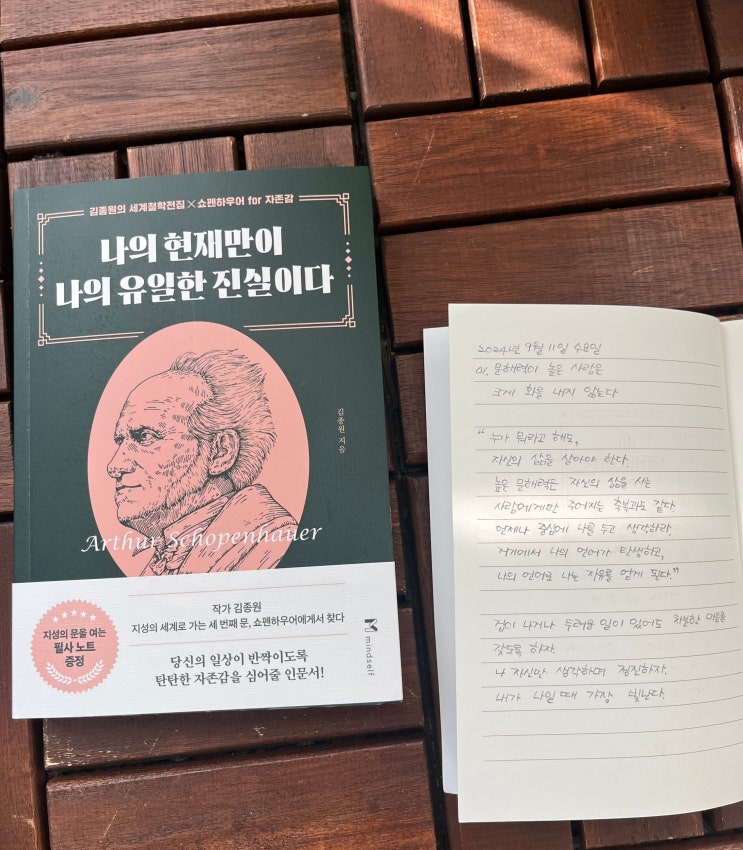 김종원의 세계철학전집 × 쇼펜하우어 for 자존감
나의 현재만이
나의 유일한 진실이다
김종원 지음
Arthur Schopenhauer
작가 김종원
지성의 세계로 가는 세 번째 문, 쇼펜하우어에게서 찾다
당신의 일상이 반짝이도록
탄탄한 자존감을 심어줄 인문서!
지성의 문을 여는
필사 노트
증정
mindself
2024년 9월 11일 수요일
01. 문해력이 높은 사람은
크게 화를 내지 않는다
"누가 뭐라고 해도,
자신의 삶을 살아야 한다.
높은 문해력은 자신의 삶을 사는
사람에게만 주어지는 축복과도 같다.
언제나 중심에 나를 두고 생각하라.
거기에서 나의 언어가 탄생하고,
나의 언어로 나는 자유를 얻게 된다."
겁이 나거나 두려운 일이 있어도 처절한 마음을
갖도록 하자.
나 자신만 생각하며 정진하자.
내가 나일 때 가장 빛난다.